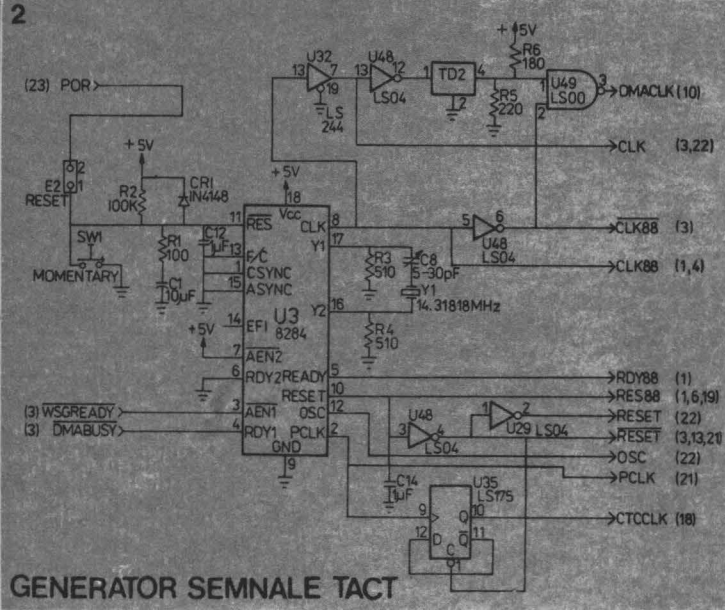 2
+5V
R6
180
U32
13 7
19
LS
244
U48
13 12
LS04
1 TD2 4
2
R5
220
1 U49 3
LS00
2
DMACLK (10)
(23) POR
CLK (3,22)
E2
RESET
2
1
+5V
R2
100K
CR1
IN4148
+5V
18
Vcc
11 RES CLK 8
5 6
U48
LS04
CLK88 (3)
CLK88 (1,4)
SW1
MOMENTARY
R1
100
C1
10µF
C12
1µF
13 F/C
1 CSYNC
15 ASYNC
Y1 17
R3
510
C8
5-30pF
Y1
14.31818MHz
U3
8284
Y2 16
R4
510
14 EFI
+5V
7 AEN2
6 RDY2 READY 5
RDY88 (1)
RESET 10
RES88 (1,6,19)
(3) WSGREADY 3 AEN1 OSC 12
(3) DMABUSY 4 RDY1 PCLK 2
GND
9
U48
3 4
LS04
1 2
U29
RESET (22)
RESET (3,13,21)
OSC (22)
PCLK (21)
C14
1µF
U35
LS175
9 Q 10
12 D Q 11
C
1
CTCCLK (18)
GENERATOR SEMNALE TACT